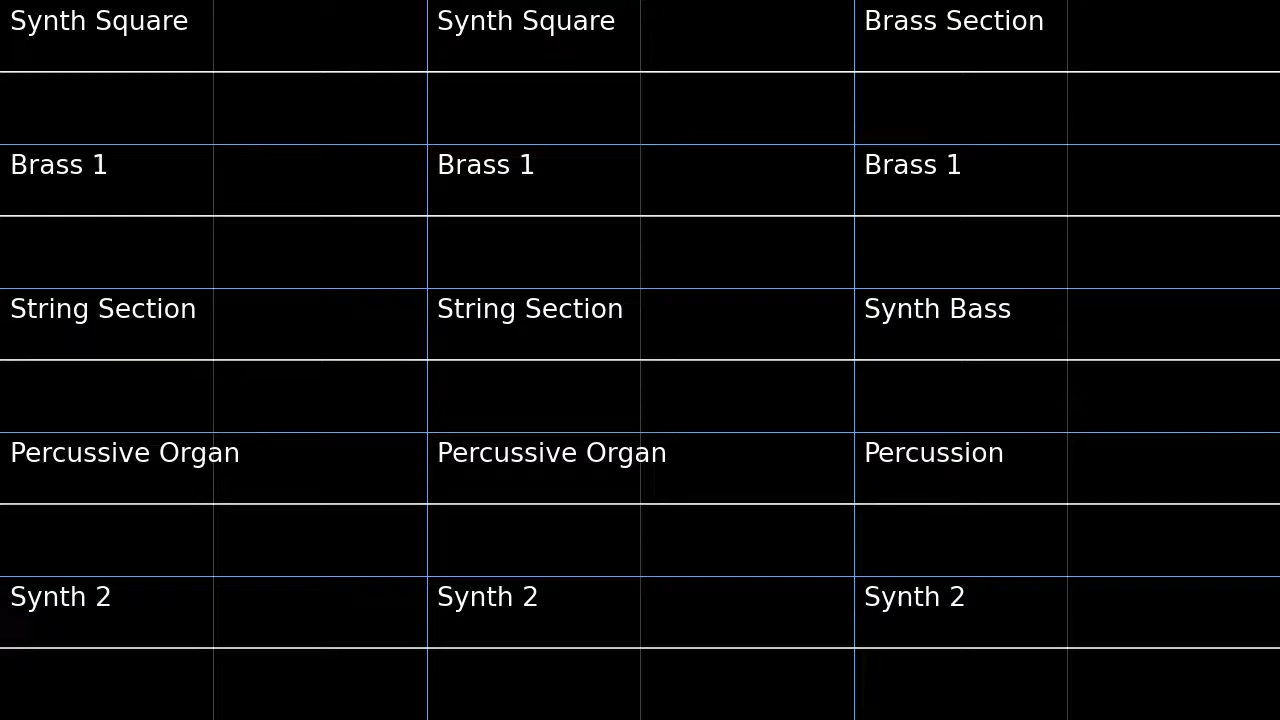 Synth Square
Synth Square
Brass Section
Brass 1
Brass 1
Brass 1
String Section
String Section
Synth Bass
Percussive Organ
Percussive Organ
Percussion
Synth 2
Synth 2
Synth 2